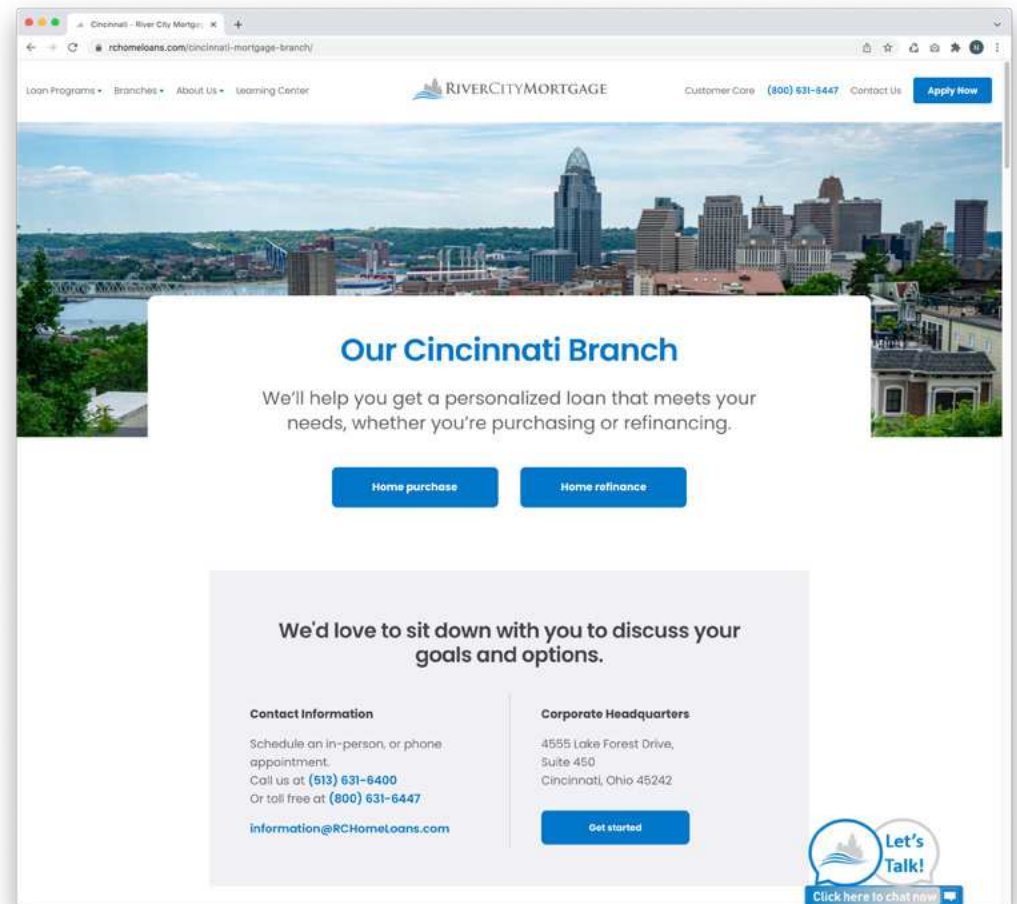 Cincinnati - River City Mortgag
rchomeloans.com/cincinnati-mortgage-branch/
N
Loan Programs
Branches
About Us
Learning Center
RIVERCITYMORTGAGE
Customer Care
(800) 631-6447
Contact Us
Apply Now
Our Cincinnati Branch
We'll help you get a personalized loan that meets your
needs, whether you're purchasing or refinancing.
Home purchase
Home refinance
We'd love to sit down with you to discuss your
goals and options.
Contact Information
Schedule an in-person, or phone
appointment.
Call us at (513) 631-6400
Or toll free at (800) 631-6447
information@RCHomeLoans.com
Corporate Headquarters
4555 Lake Forest Drive,
Suite 450
Cincinnati, Ohio 45242
Get started
Let's
Talk!
Click here to chat now